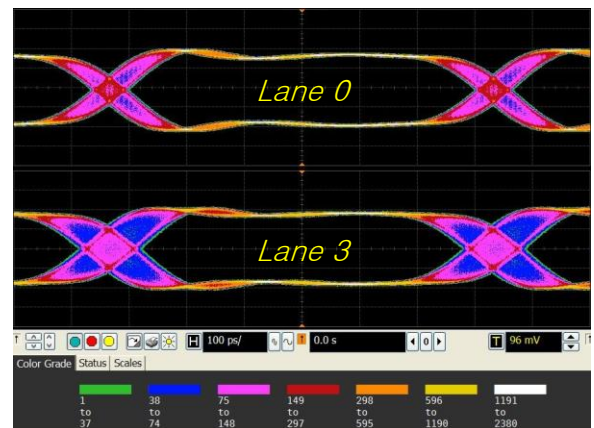 Lane 0
Lane 3
H 100 ps/ 0.0 s 0 T 96 mV
Color Grade Status Scales
1 38 75 149 298 596 1191
to to to to to to to
37 74 148 297 595 1190 2380